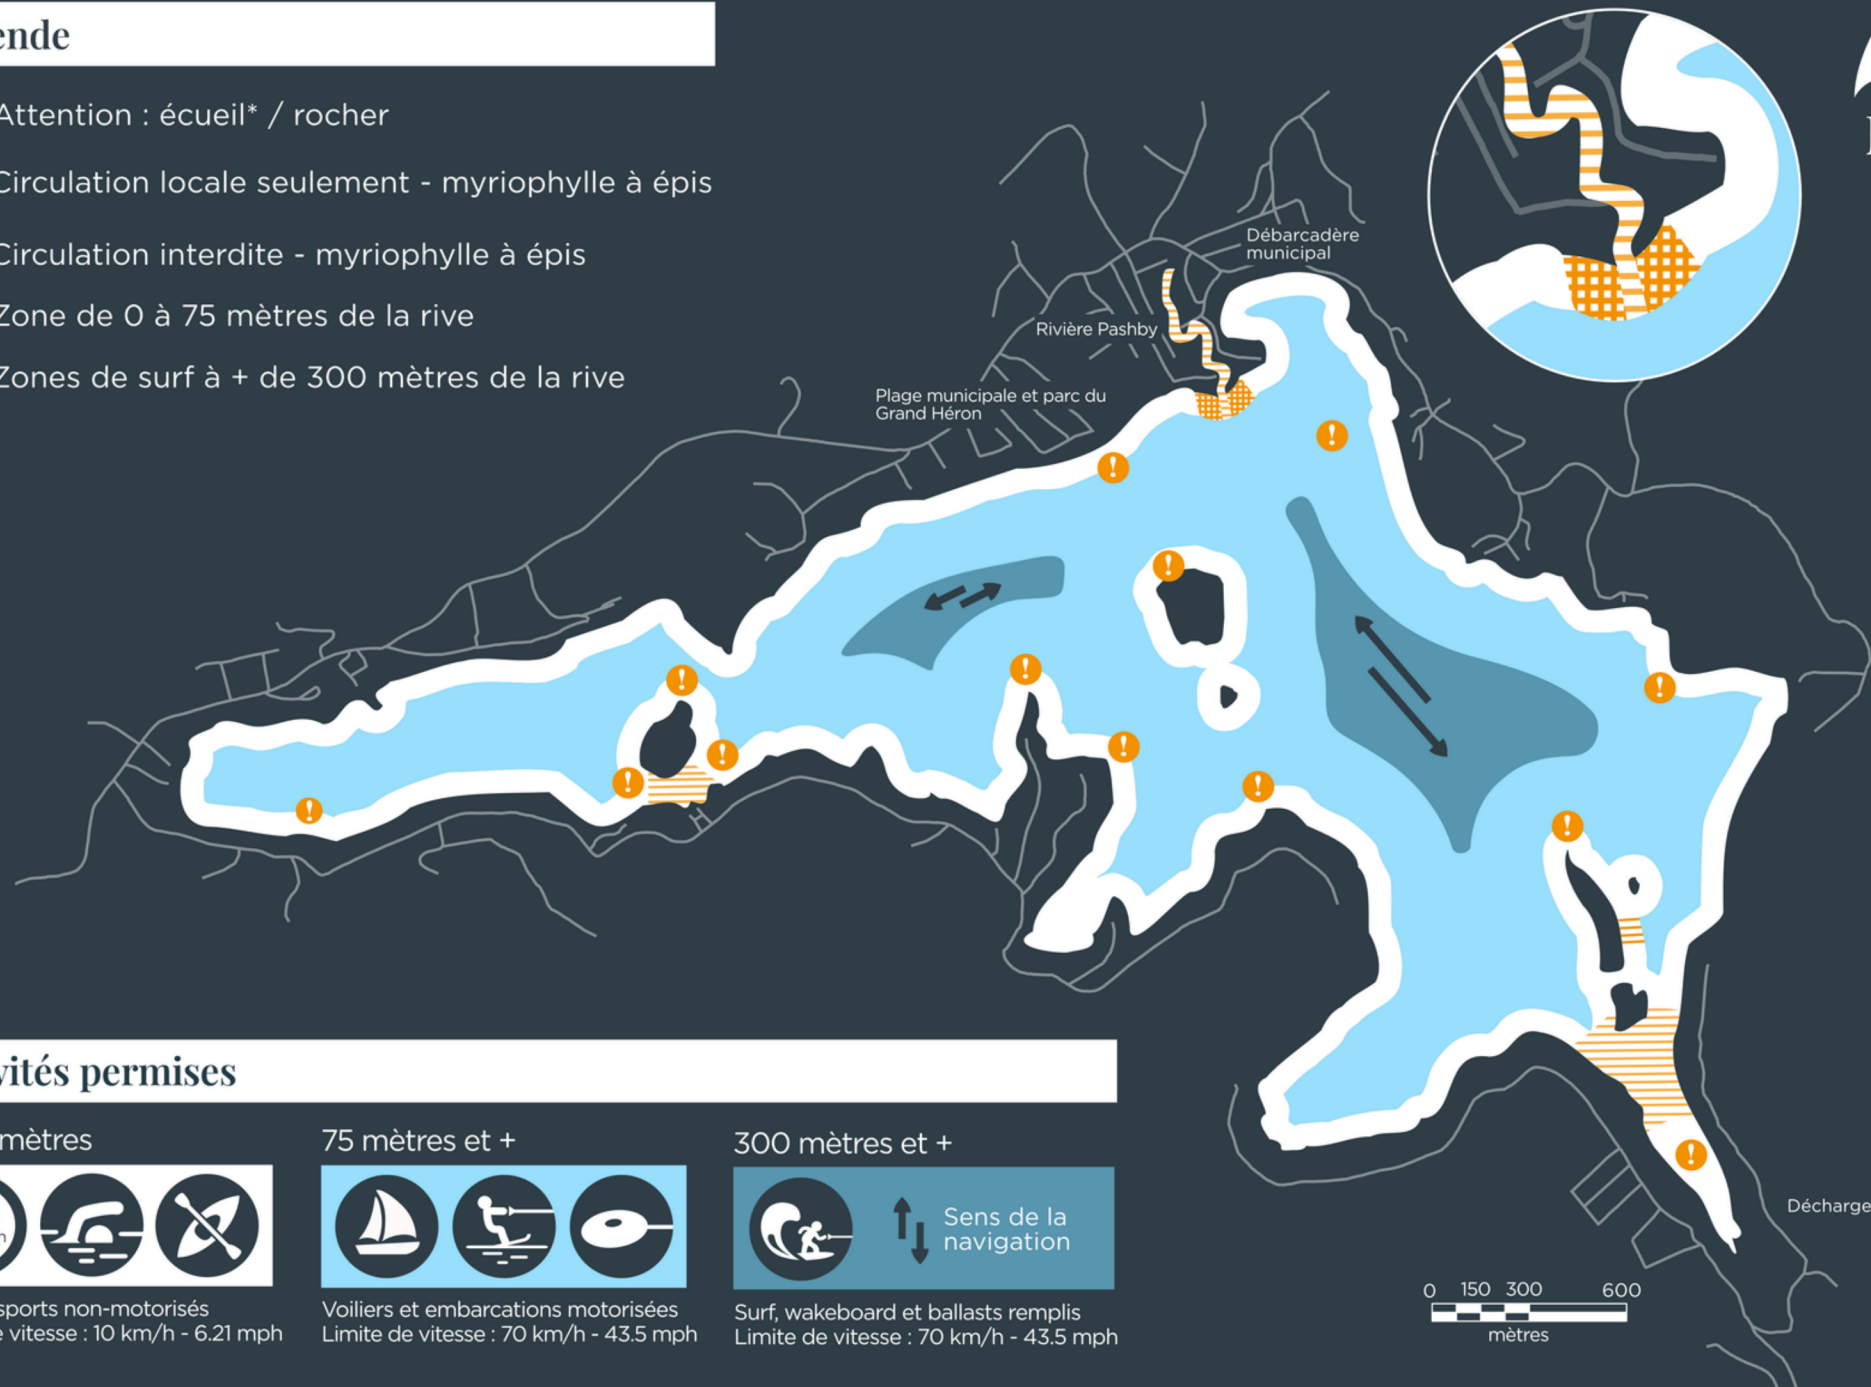 ende
Attention : écueil* / rocher
Circulation locale seulement - myriophylle à épis
Circulation interdite - myriophylle à épis
Zone de 0 à 75 mètres de la rive
Zones de surf à + de 300 mètres de la rive
Débarcadère
municipal
Rivière Pashby
Plage municipale et parc du
Grand Héron
Décharge
vités permises
mètres
75 mètres et +
300 mètres et +
h
Sens de la
navigation
sports non-motorisés
e vitesse : 10 km/h - 6.21 mph
Voiliers et embarcations motorisées
Limite de vitesse : 70 km/h - 43.5 mph
Surf, wakeboard et ballasts remplis
Limite de vitesse : 70 km/h - 43.5 mph
0 150 300 600
mètres